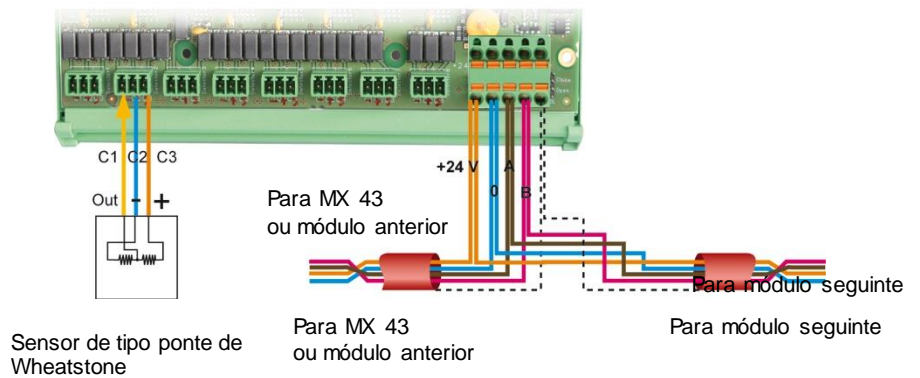 +24
C1 C2 C3
+24 V A
0 B
Out - +
Para MX 43
ou módulo anterior
Para módulo seguinte
Para MX 43
ou módulo anterior
Para módulo seguinte
Sensor de tipo ponte de
Wheatstone